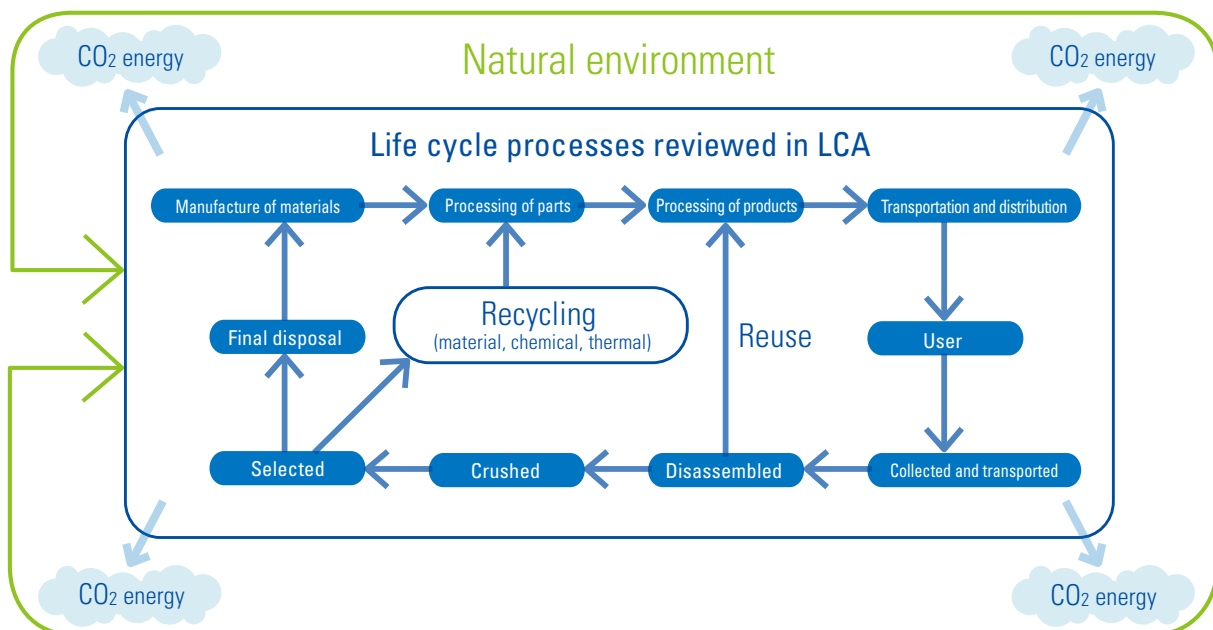 CO2 energy
Natural environment
CO2 energy
Life cycle processes reviewed in LCA
Manufacture of materials
Processing of parts
Processing of products
Transportation and distribution
Recycling
(material, chemical, thermal)
Final disposal
Reuse
User
Selected
Crushed
Disassembled
Collected and transported
CO2 energy
CO2 energy